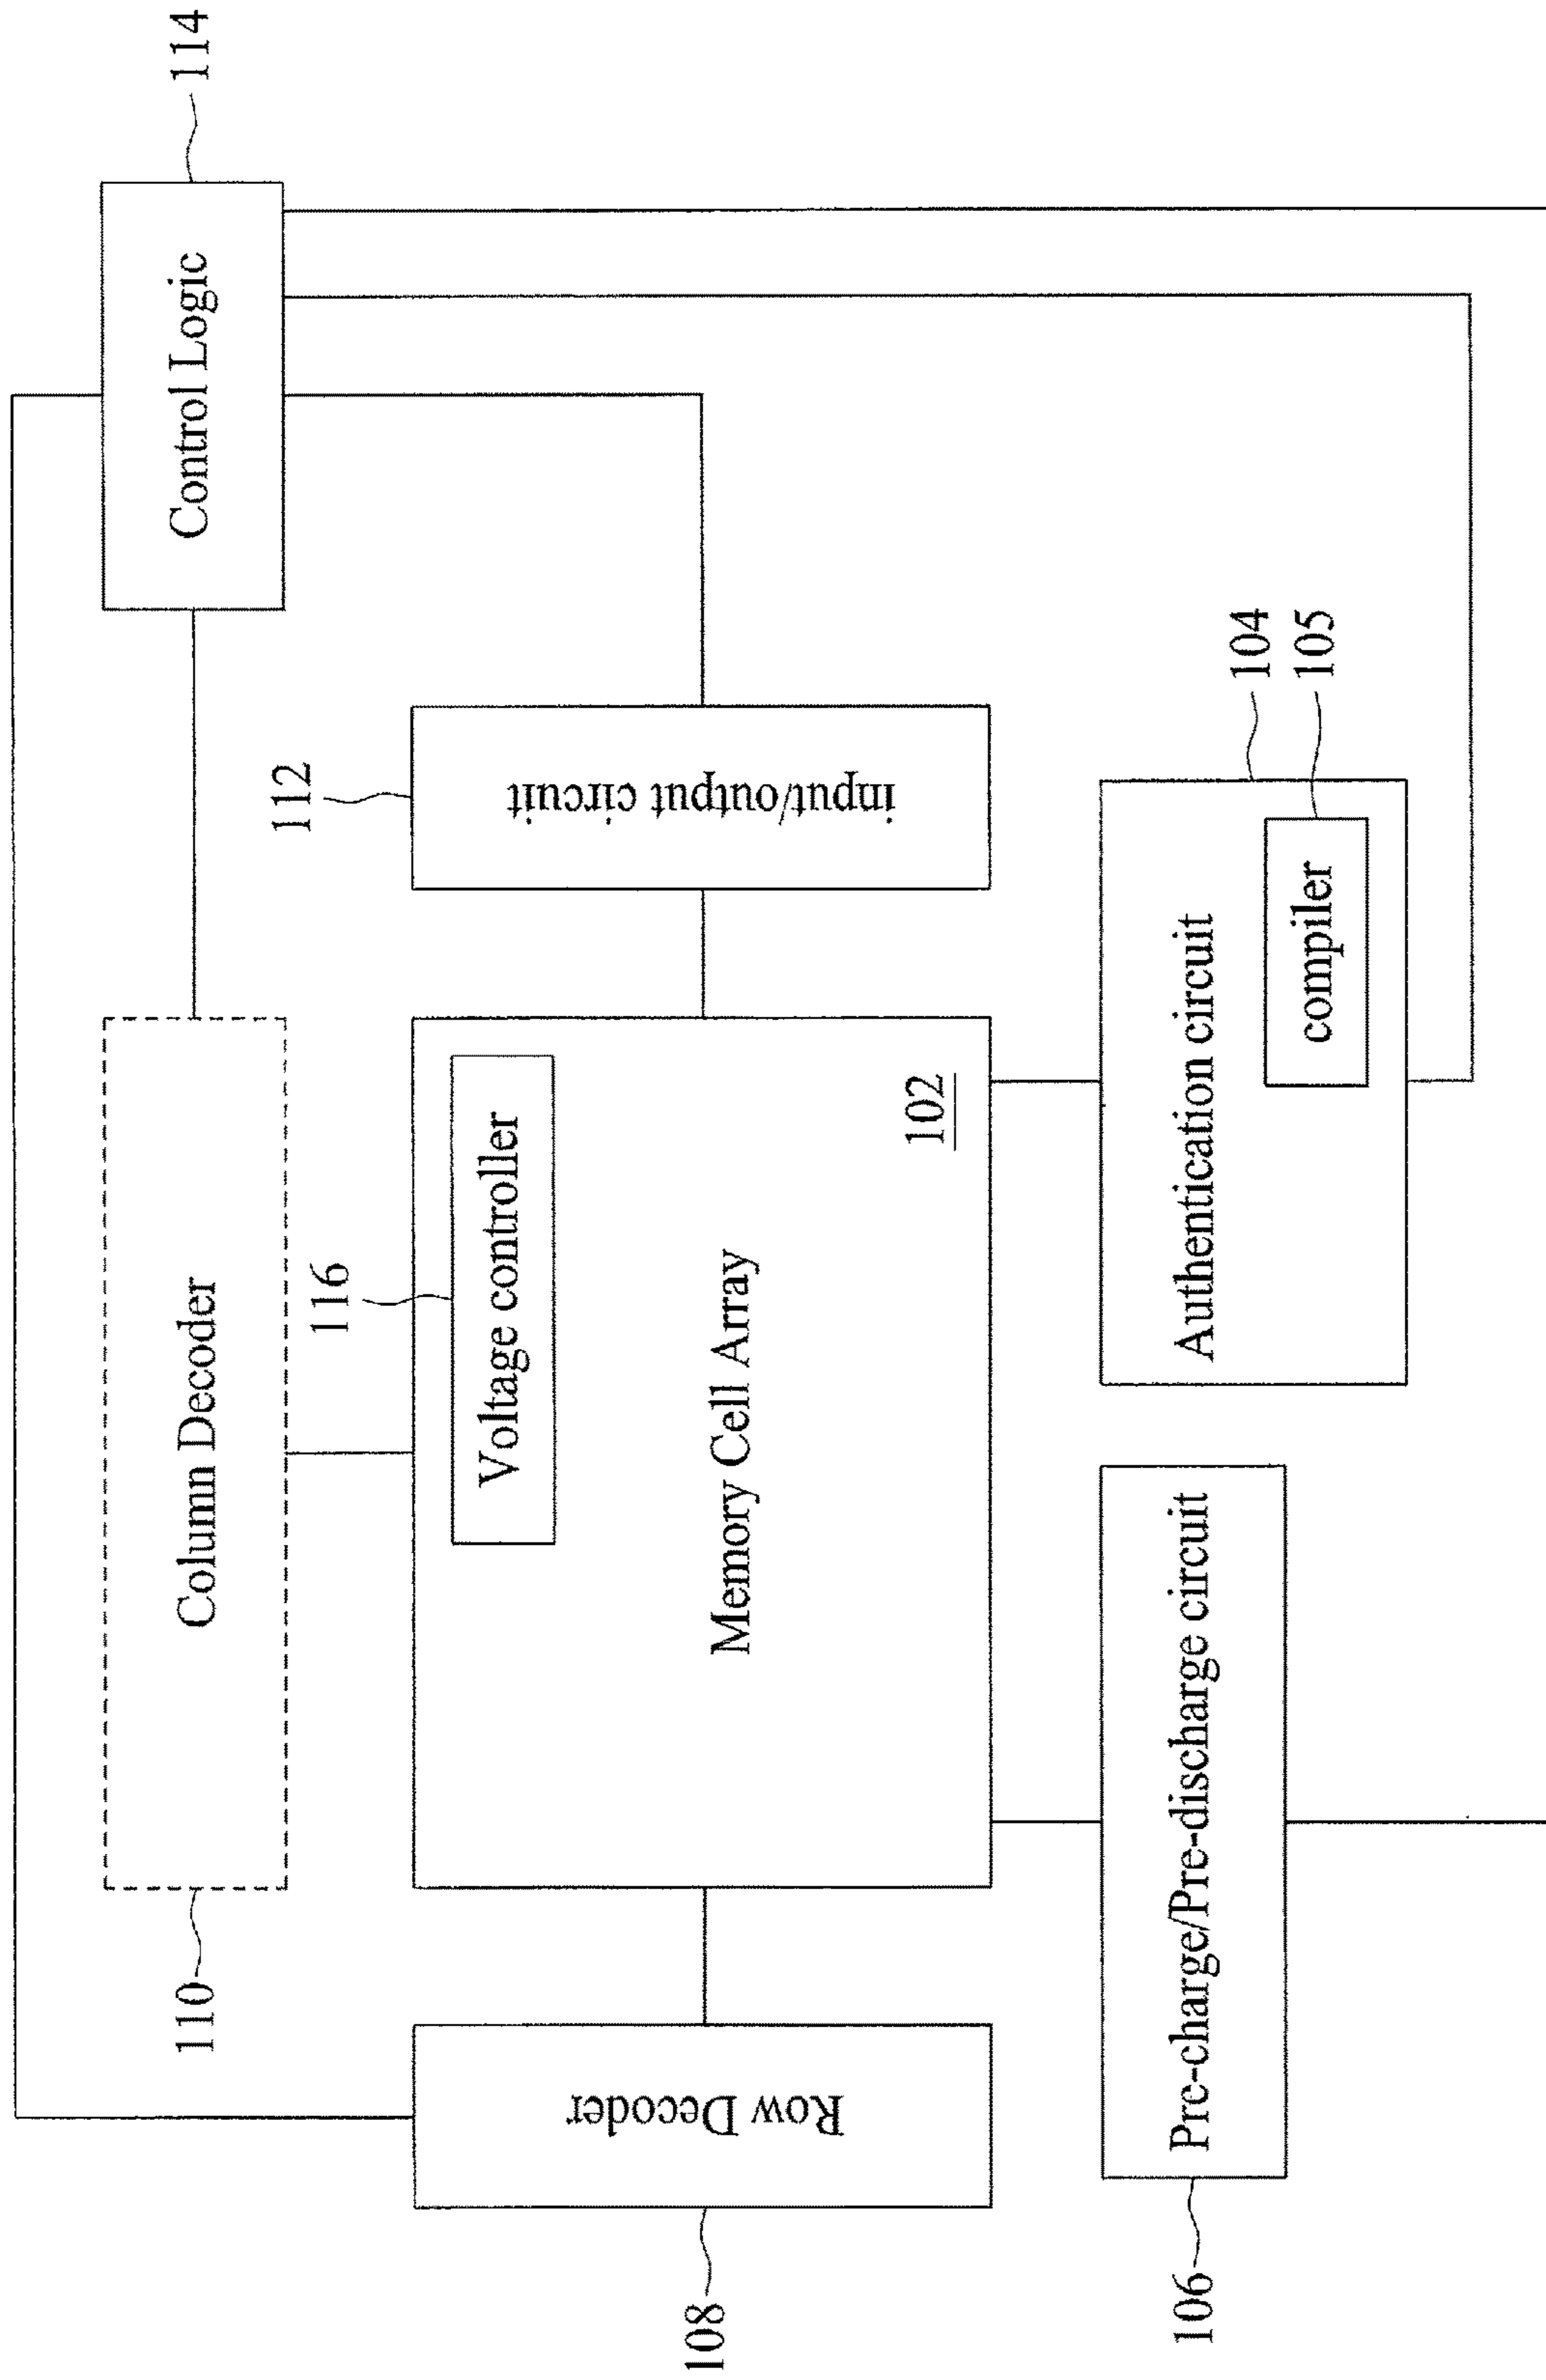 114
Control Logic
Column Decoder
110
112
input/output circuit
116
Voltage controller
102
Memory Cell Array
Row Decoder
108
104
105
Authentication circuit
compiler
Pre-charge/Pre-discharge circuit
106